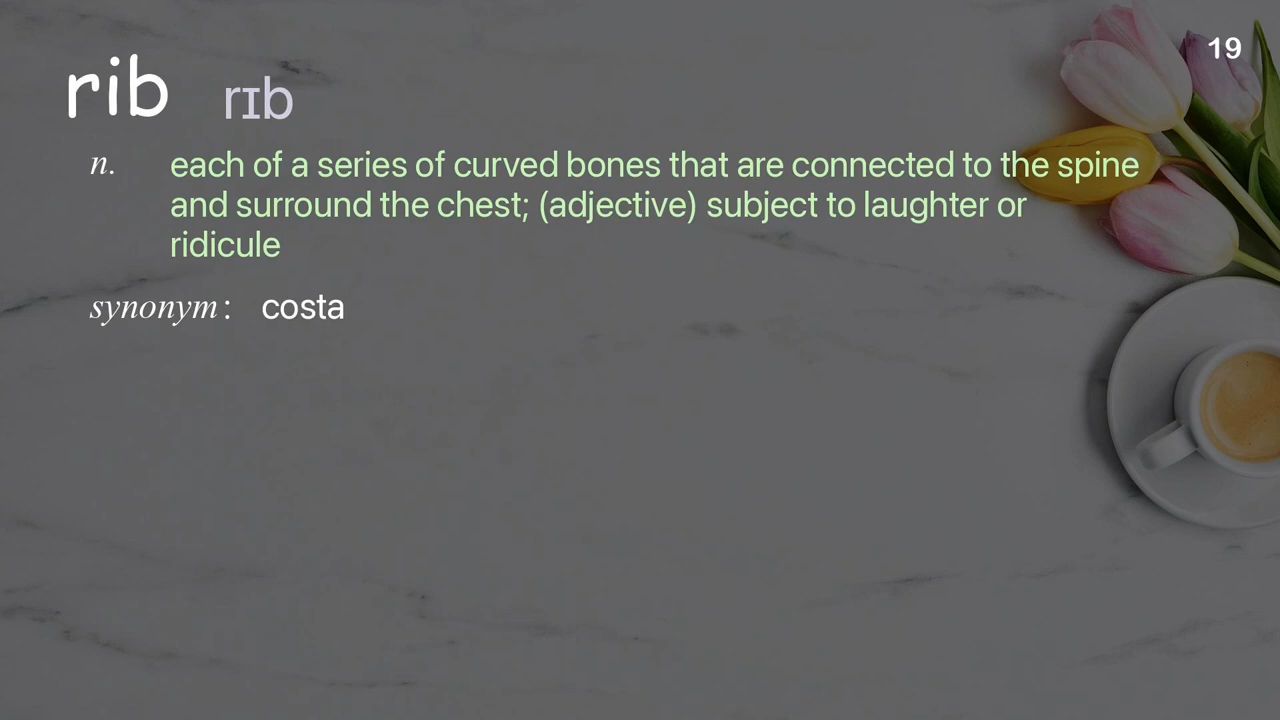 19
rib rɪb
n. each of a series of curved bones that are connected to the spine
and surround the chest; (adjective) subject to laughter or
ridicule
synonym : costa